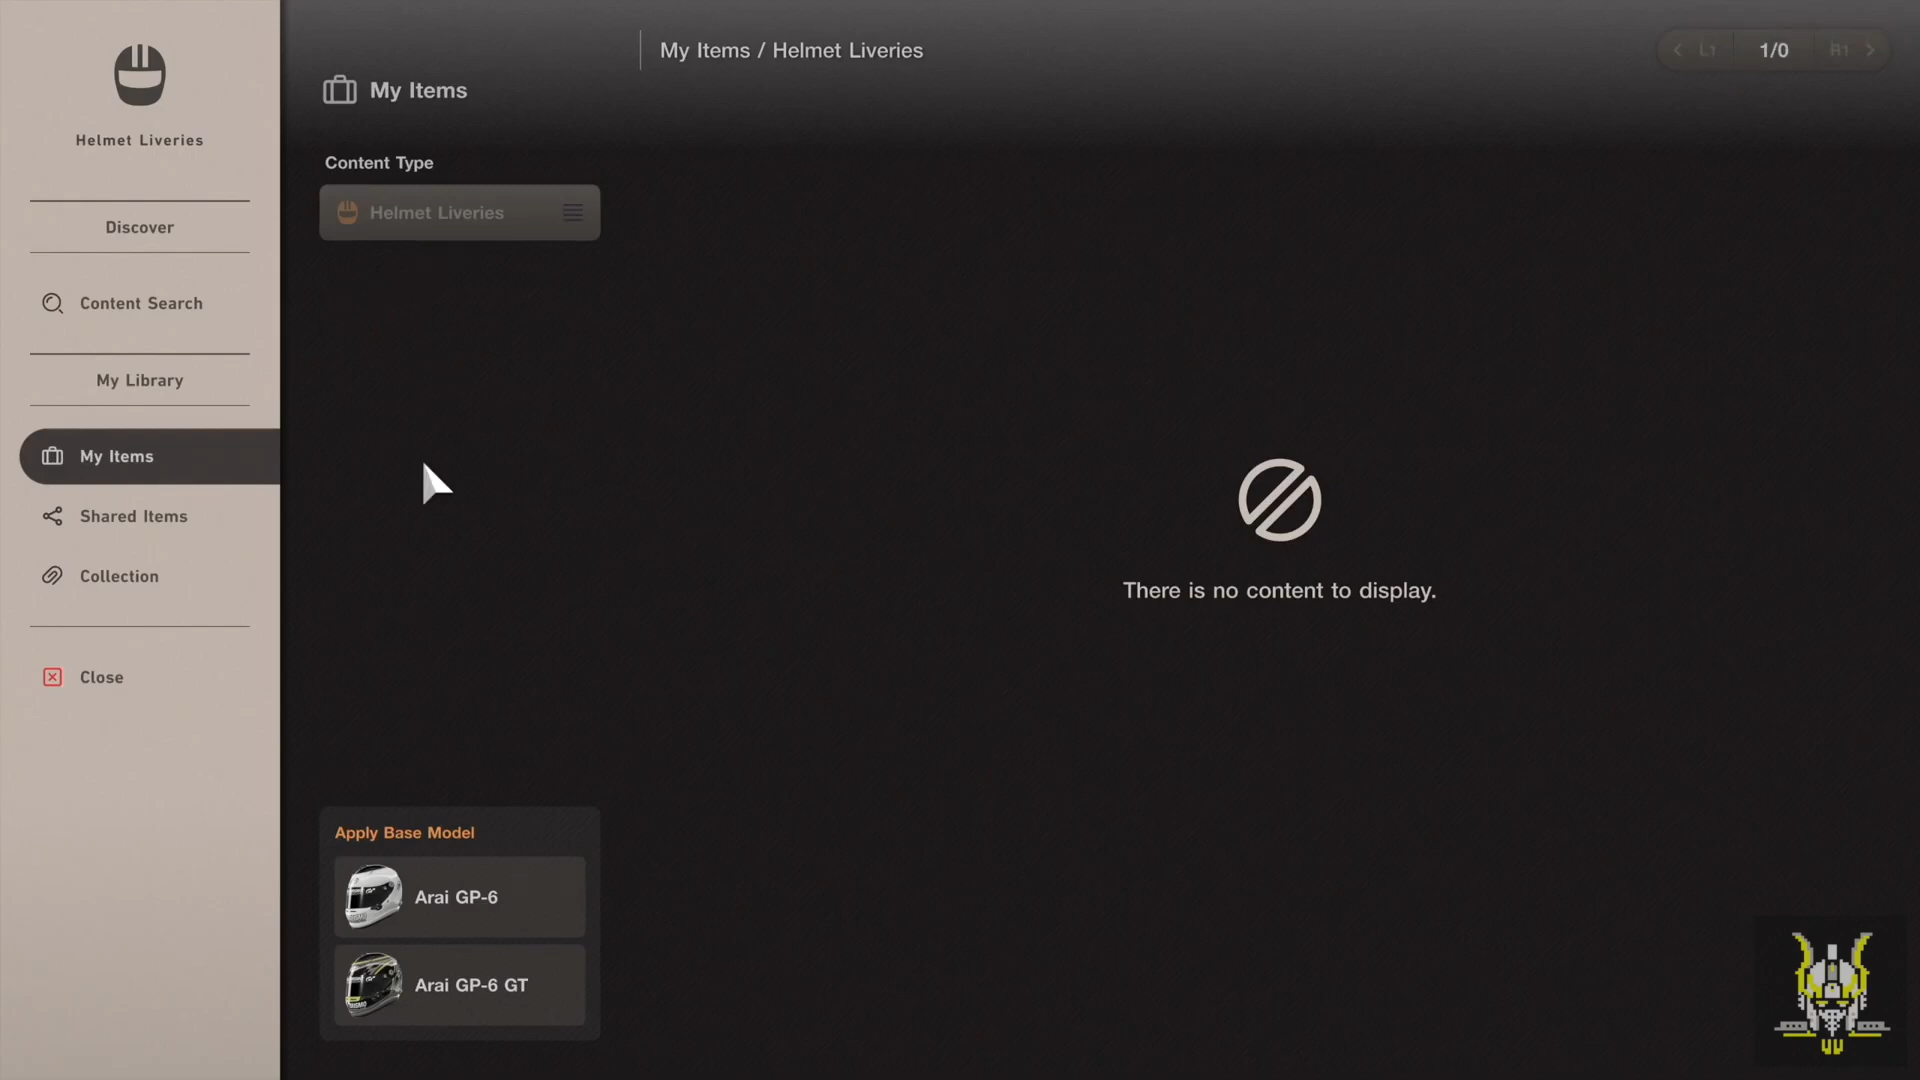 Helmet Liveries
Discover
Content Search
My Library
My Items
Shared Items
Collection
Close
My Items / Helmet Liveries
L1
1/0
R1
My Items
Content Type
Helmet Liveries
There is no content to display.
Apply Base Model
Arai GP-6
Arai GP-6 GT